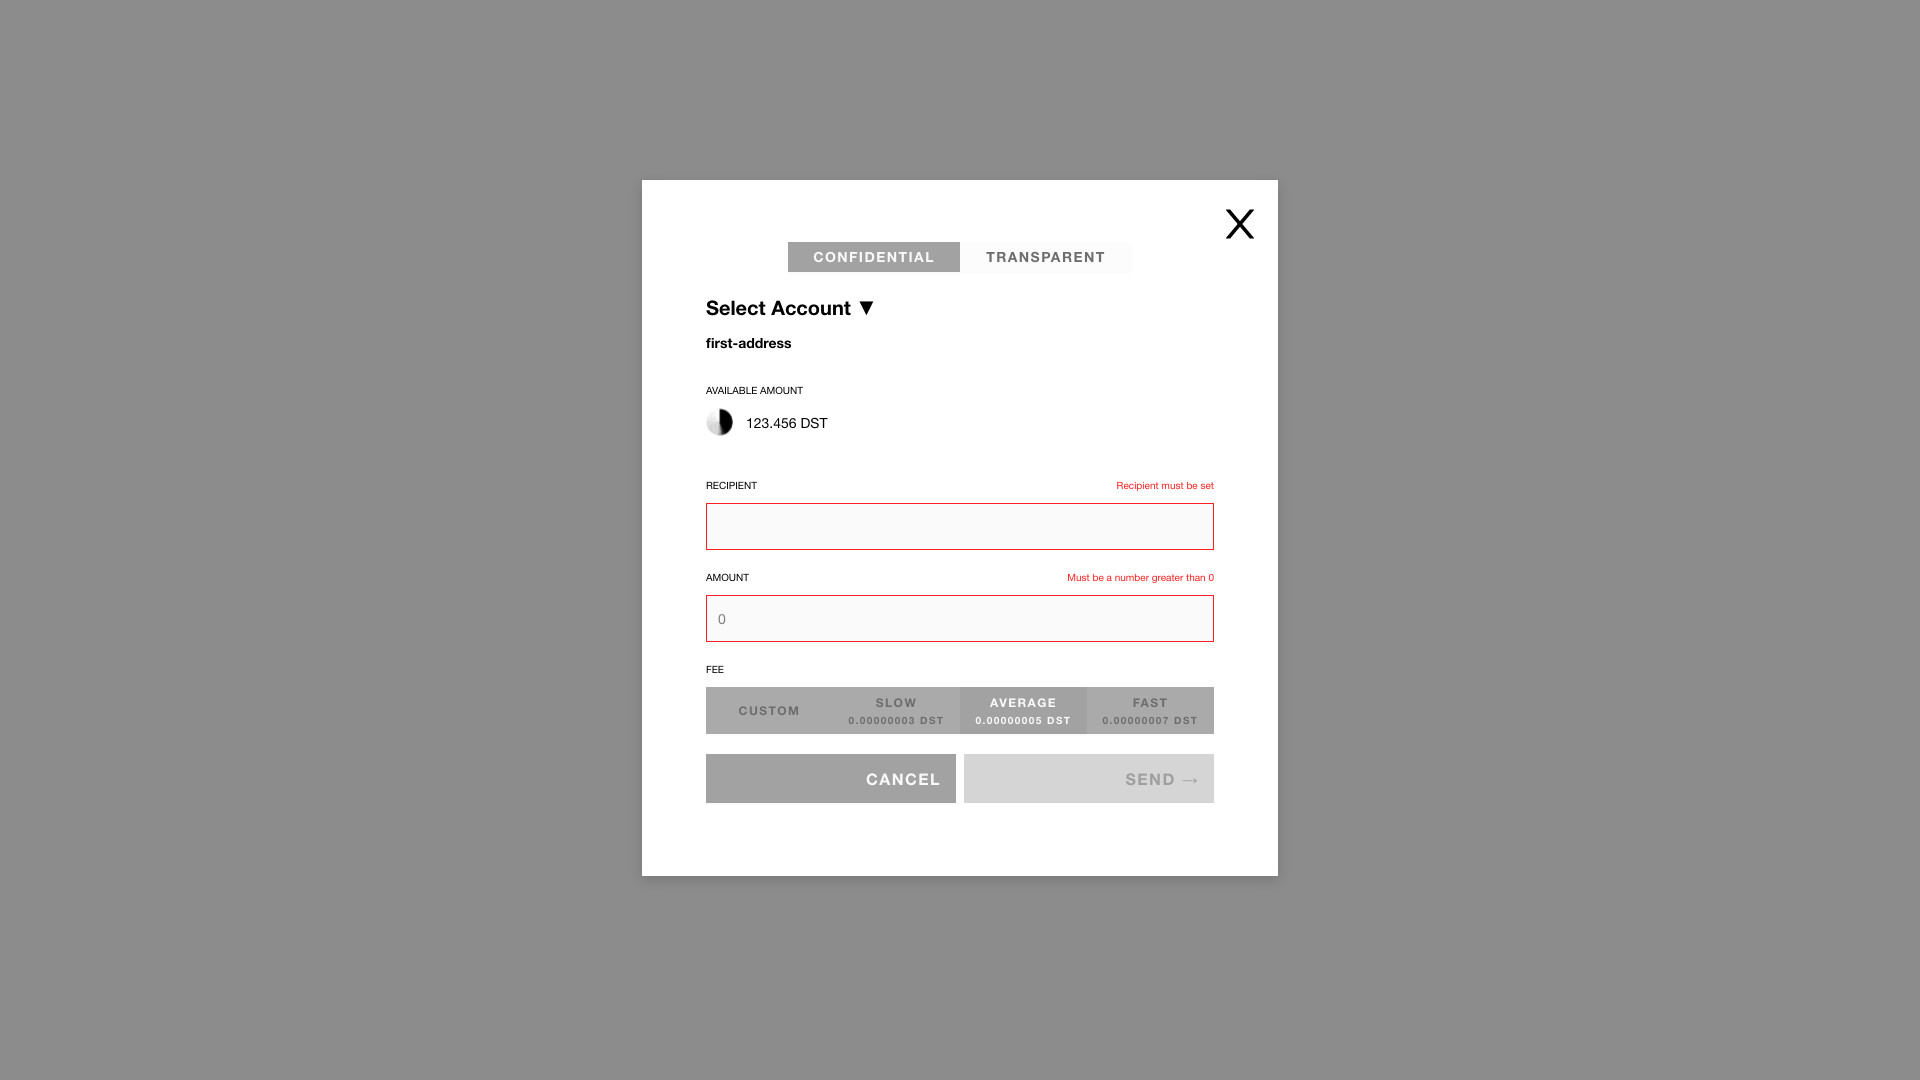 X
CONFIDENTIAL TRANSPARENT
Select Account ▼
first-address
AVAILABLE AMOUNT
123.456 DST
RECIPIENT Recipient must be set
AMOUNT Must be a number greater than 0
0
FEE
CUSTOM SLOW AVERAGE FAST
0.00000003 DST 0.00000005 DST 0.00000007 DST
CANCEL SEND →